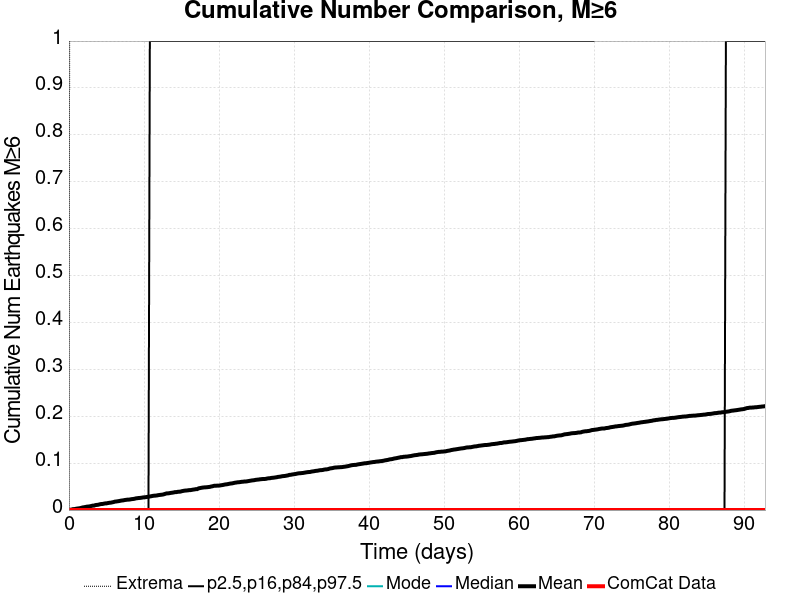 Cumulative Number Comparison, M≥6
Cumulative Num Earthquakes M≥6
1
0.9
0.8
0.7
0.6
0.5
0.4
0.3
0.2
0.1
0
0 10 20 30 40 50 60 70 80 90
Time (days)
Extrema p2.5,p16,p84,p97.5 Mode Median Mean ComCat Data